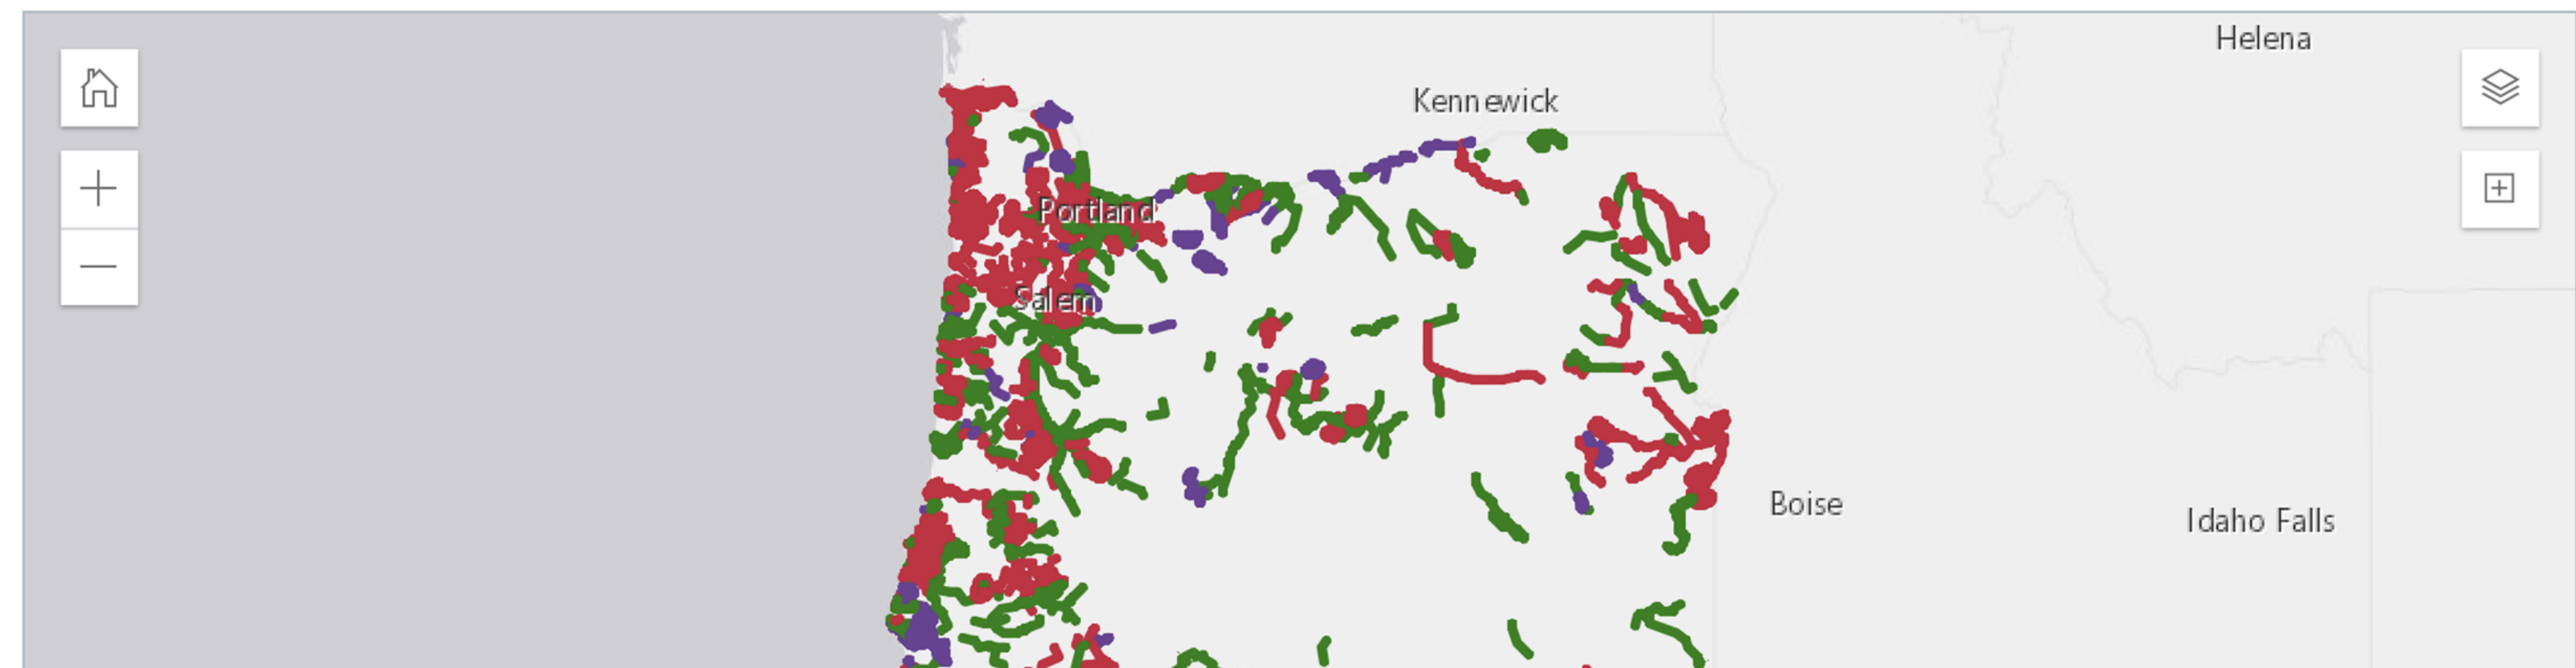 Helena
Kennewick
Portland
Salem
Boise
Idaho Falls